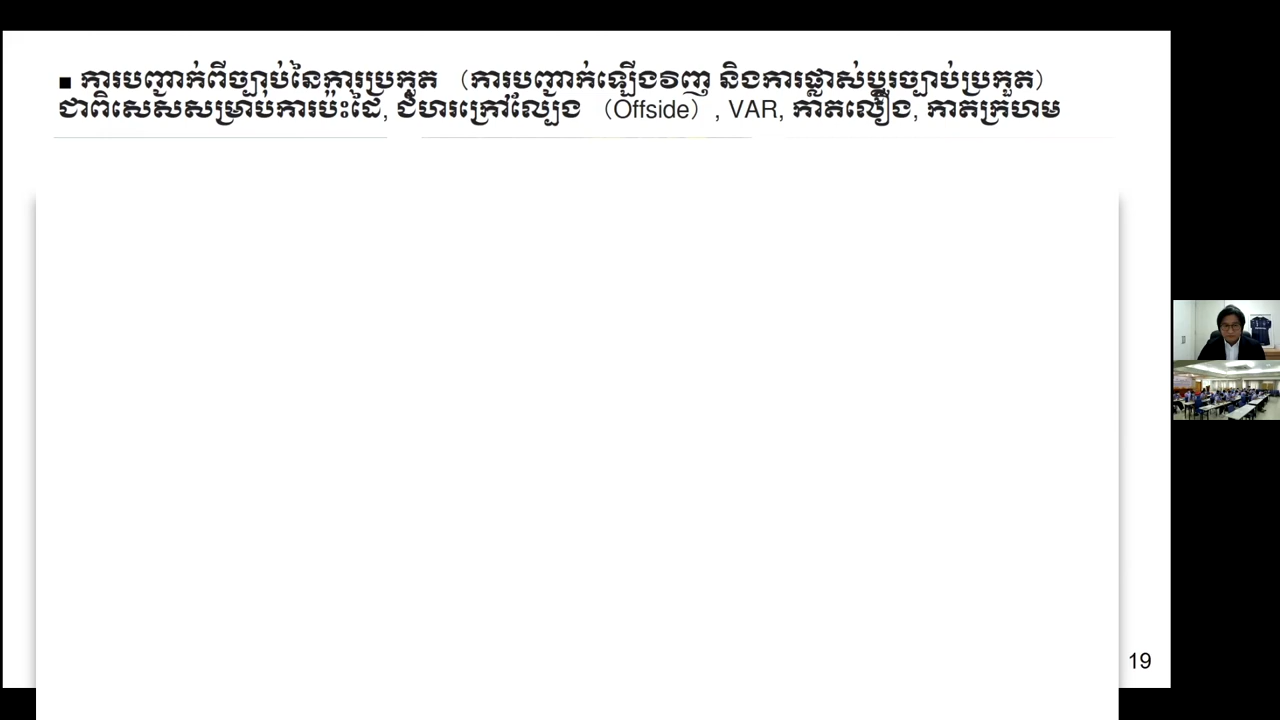 ■ ការបញ្ជាក់ពីច្បាប់នៃការប្រកួត （ការបញ្ជាក់ឡើងវិញ និងការផ្លាស់ប្តូរច្បាប់ប្រកួត）
ជាពិសេសសម្រាប់ការប៉ះដៃ, ជំហរក្រៅល្បែង （Offside）, VAR, កាតលឿង, កាតក្រហម
19